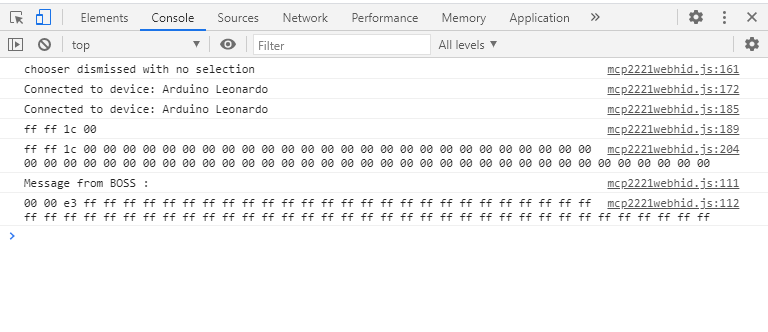 Elements Console Sources Network Performance Memory Application »
top Filter All levels
chooser dismissed with no selection mcp2221webhid.js:161
Connected to device: Arduino Leonardo mcp2221webhid.js:172
Connected to device: Arduino Leonardo mcp2221webhid.js:185
ff ff 1c 00 mcp2221webhid.js:189
ff ff 1c 00 00 00 00 00 00 00 00 00 00 00 00 00 00 00 00 00 00 00 00 00 00 00 00 00 00 mcp2221webhid.js:204
00 00 00 00 00 00 00 00 00 00 00 00 00 00 00 00 00 00 00 00 00 00 00 00 00 00 00 00 00 00 00 00 00 00 00
Message from BOSS : mcp2221webhid.js:111
00 00 e3 ff ff ff ff ff ff ff ff ff ff ff ff ff ff ff ff ff ff ff ff ff ff ff ff ff ff mcp2221webhid.js:112
ff ff ff ff ff ff ff ff ff ff ff ff ff ff ff ff ff ff ff ff ff ff ff ff ff ff ff ff ff ff ff ff ff ff ff